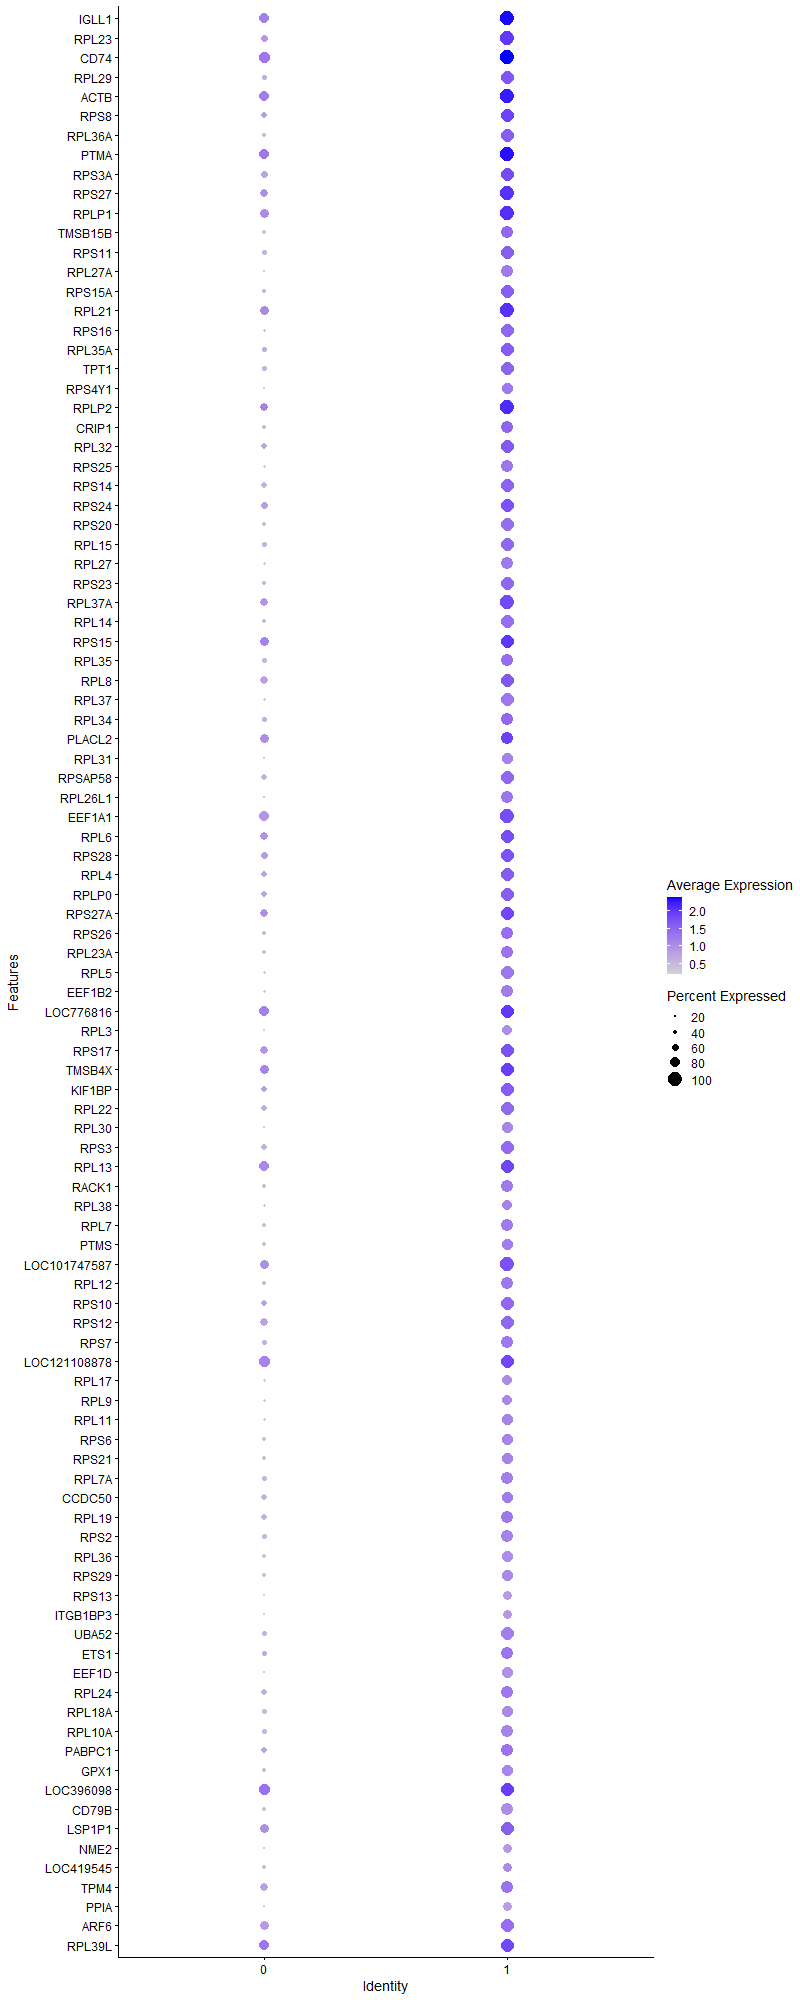 IGLL1
RPL23
CD74
RPL29
ACTB
RPS8
RPL36A
PTMA
RPS3A
RPS27
RPLP1
TMSB15B
RPS11
RPL27A
RPS15A
RPL21
RPS16
RPL35A
TPT1
RPS4Y1
RPLP2
CRIP1
RPL32
RPS25
RPS14
RPS24
RPS20
RPL15
RPL27
RPS23
RPL37A
RPL14
RPS15
RPL35
RPL8
RPL37
RPL34
PLACL2
RPL31
RPSAP58
RPL26L1
EEF1A1
RPL6
RPS28
RPL4
RPLP0
RPS27A
RPS26
RPL23A
RPL5
EEF1B2
LOC776816
RPL3
RPS17
TMSB4X
KIF1BP
RPL22
RPL30
RPS3
RPL13
RACK1
RPL38
RPL7
PTMS
LOC101747587
RPL12
RPS10
RPS12
RPS7
LOC121108878
RPL17
RPL9
RPL11
RPS6
RPS21
RPL7A
CCDC50
RPL19
RPS2
RPL36
RPS29
RPS13
ITGB1BP3
UBA52
ETS1
EEF1D
RPL24
RPL18A
RPL10A
PABPC1
GPX1
LOC396098
CD79B
LSP1P1
NME2
LOC419545
TPM4
PPIA
ARF6
RPL39L
Features
0 1
Identity
Average Expression
2.0
1.5
1.0
0.5
Percent Expressed
20
40
60
80
100